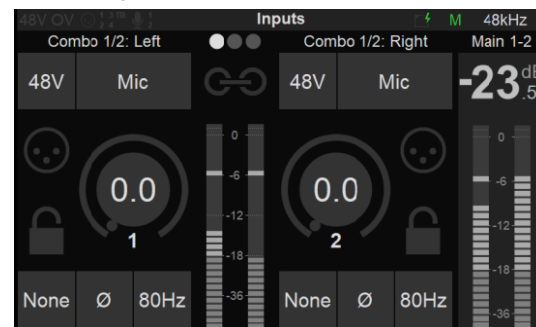 48V OV Inputs M 48kHz
Combo 1/2: Left Combo 1/2: Right Main 1-2
48V Mic 48V Mic -23 dB .5
0 0
-6 -6
0.0 0.0
-12 -12
1 2
-18 -18
-36 -36
None Ø 80Hz None Ø 80Hz